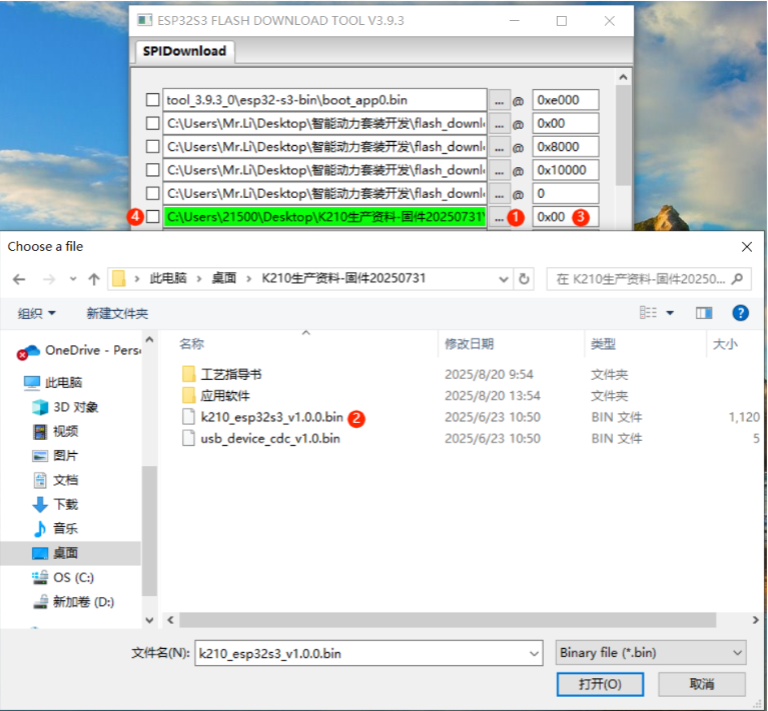 ESP32S3 FLASH DOWNLOAD TOOL V3.9.3
SPIDownload
tool_3.9.3_0\esp32-s3-bin\boot_app0.bin ... @ 0xe000
C:\Users\Mr.Li\Desktop\智能动力套装开发\flash_downl ... @ 0x00
C:\Users\Mr.Li\Desktop\智能动力套装开发\flash_downl ... @ 0x8000
C:\Users\Mr.Li\Desktop\智能动力套装开发\flash_downl ... @ 0x10000
C:\Users\Mr.Li\Desktop\智能动力套装开发\flash_downl ... @ 0
4 C:\Users\21500\Desktop\K210生产资料-固件20250731\ ... 1 0x00 3
Choose a file
此电脑 › 桌面 › K210生产资料-固件20250731
在 K210生产资料-固件20250...
组织 新建文件夹
名称 修改日期 类型 大小
OneDrive - Pers
此电脑
3D 对象
视频
图片
文档
下载
音乐
桌面
OS (C:)
新加卷 (D:)
工艺指导书 2025/8/20 9:54 文件夹
应用软件 2025/8/20 13:54 文件夹
k210_esp32s3_v1.0.0.bin 2 2025/6/23 10:50 BIN 文件 1,120
usb_device_cdc_v1.0.bin 2025/6/23 10:50 BIN 文件 5
文件名(N): k210_esp32s3_v1.0.0.bin Binary file (*.bin)
打开(O) 取消